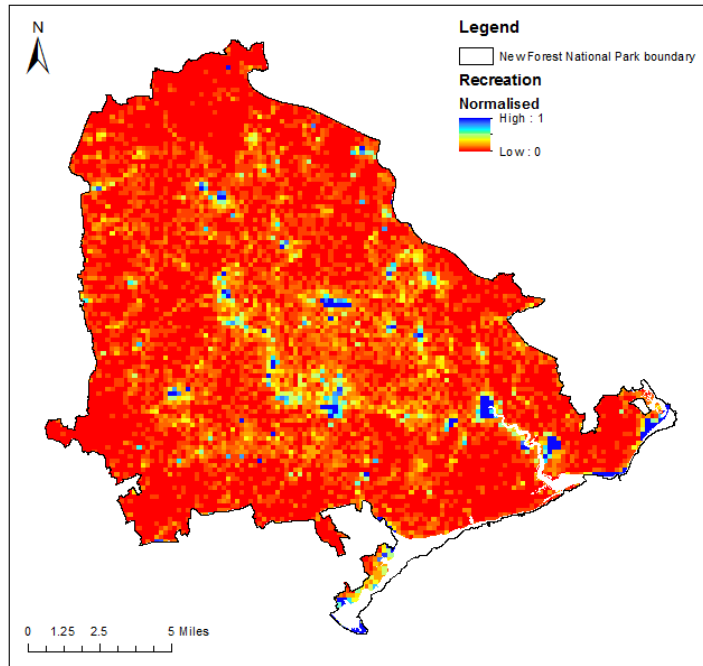 N
Legend
New Forest National Park boundary
Recreation
Normalised
High : 1
Low : 0
0 1.25 2.5 5 Miles